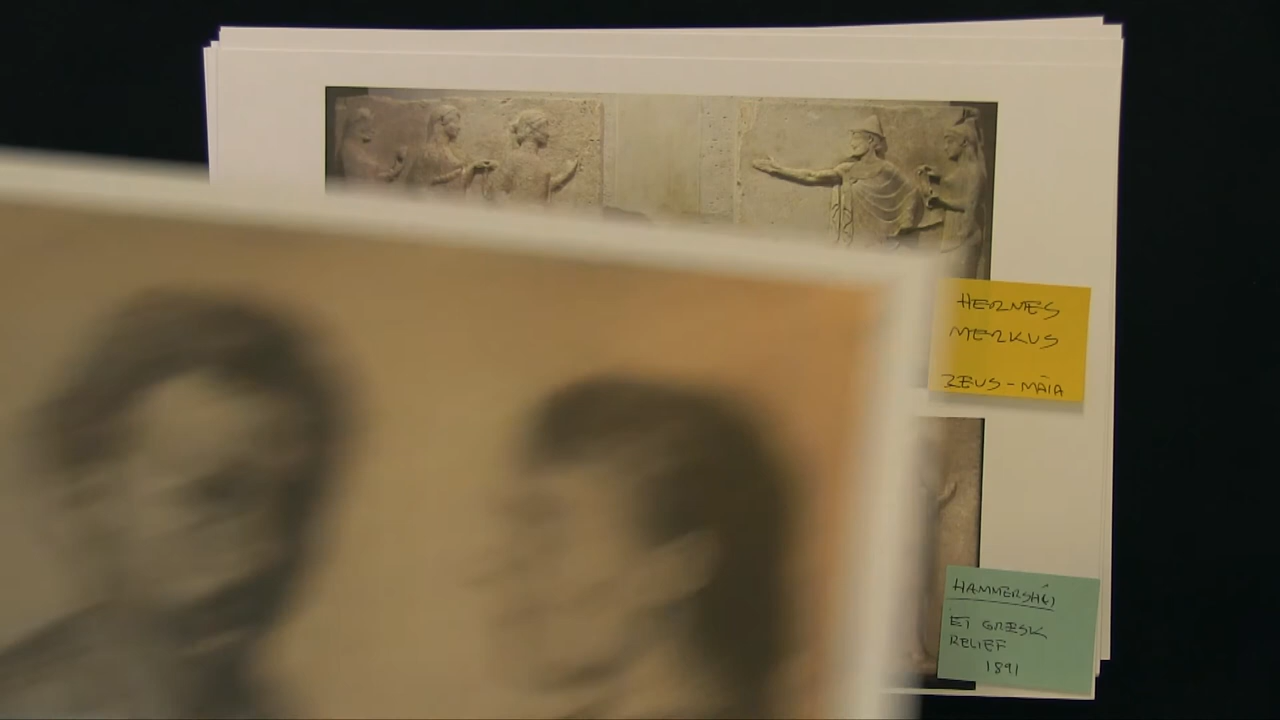 HERMES
MERKUS
ZEUS - MAIA
HAMMERSHØI
ET GRÆSK
RELIEF
1891